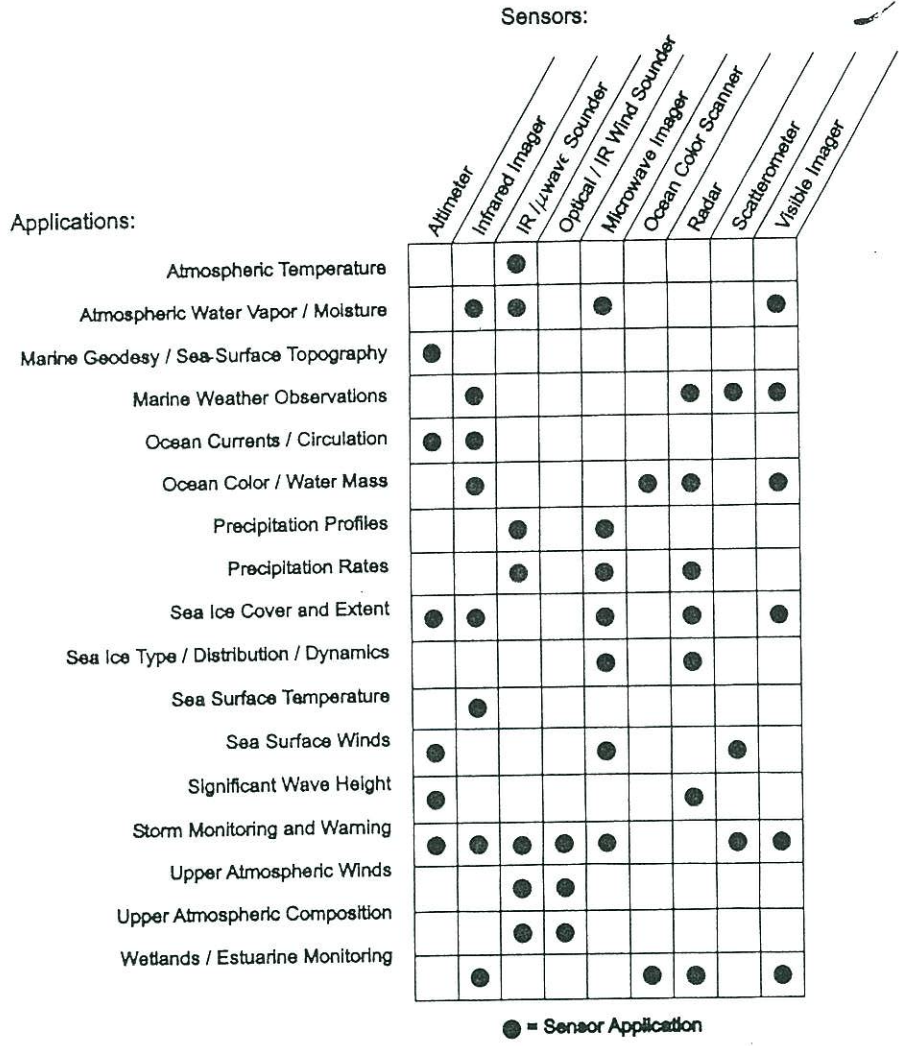 Sensors:
Altimeter
Infrared Imager
IR / μwave Sounder
Optical / IR Wind Sounder
Microwave Imager
Ocean Color Scanner
Radar
Scatterometer
Visible Imager
Applications:
Atmospheric Temperature
Atmospheric Water Vapor / Moisture
Marine Geodesy / Sea-Surface Topography
Marine Weather Observations
Ocean Currents / Circulation
Ocean Color / Water Mass
Precipitation Profiles
Precipitation Rates
Sea Ice Cover and Extent
Sea Ice Type / Distribution / Dynamics
Sea Surface Temperature
Sea Surface Winds
Significant Wave Height
Storm Monitoring and Warning
Upper Atmospheric Winds
Upper Atmospheric Composition
Wetlands / Estuarine Monitoring
● = Sensor Application